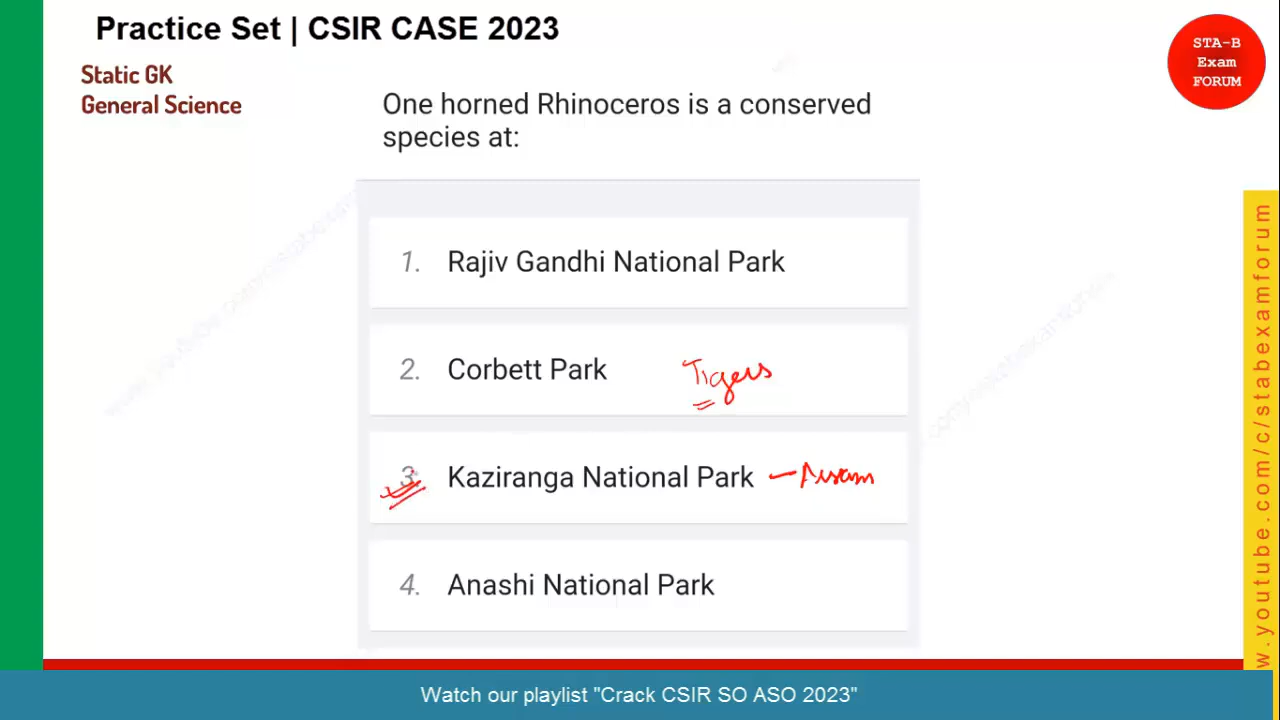 Practice Set | CSIR CASE 2023
Static GK
General Science
STA-B
Exam
FORUM
One horned Rhinoceros is a conserved
species at:
1. Rajiv Gandhi National Park
2. Corbett Park Tigers
3. Kaziranga National Park - Assam
4. Anashi National Park
w.youtube.com/c/stabexamforum
Watch our playlist "Crack CSIR SO ASO 2023"